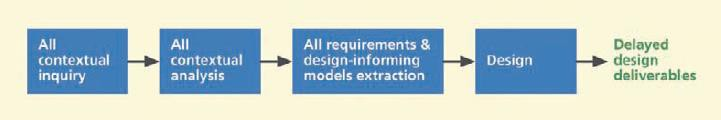 All
contextual
inquiry
All
contextual
analysis
All requirements &
design-informing
models extraction
Design
Delayed
design
deliverables